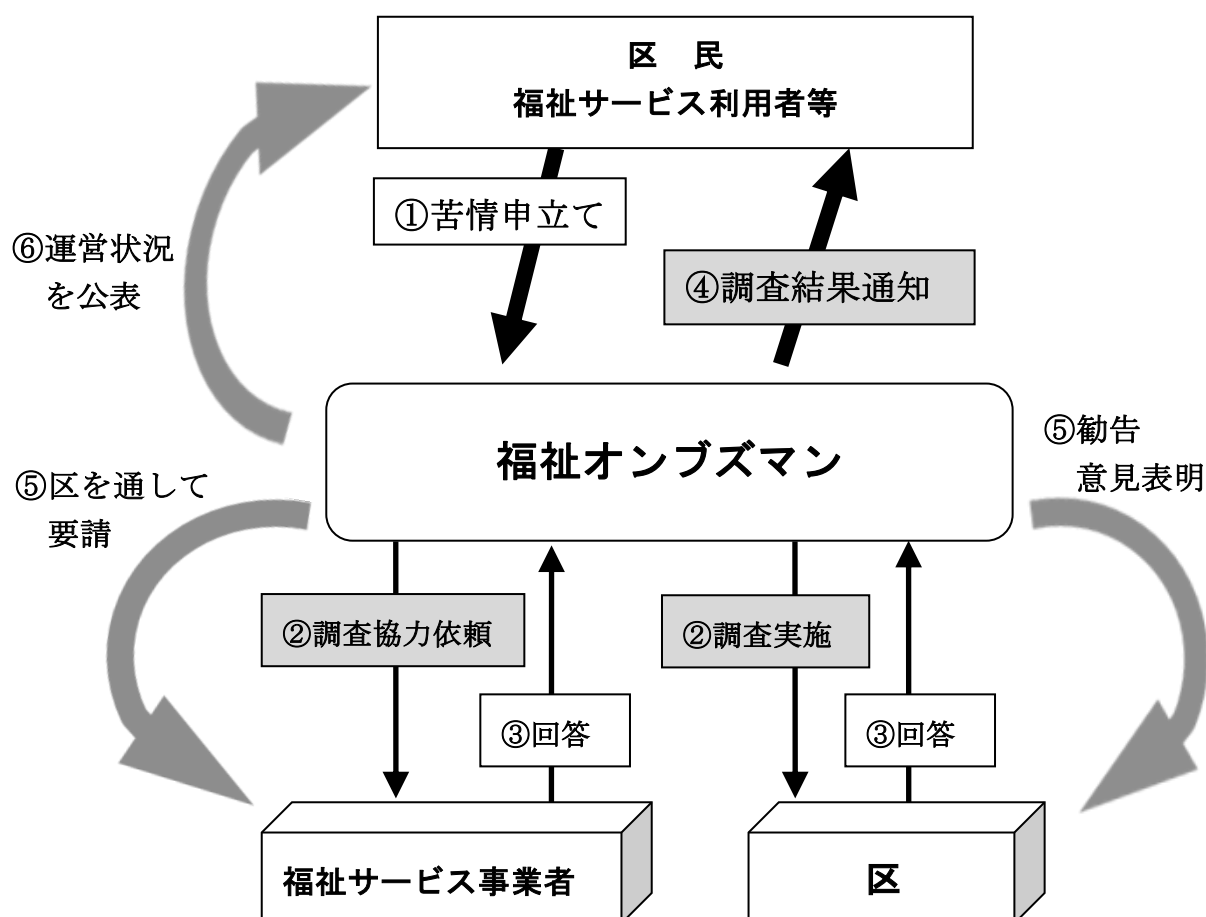 区　民
福祉サービス利用者等
①苦情申立て
④調査結果通知
⑥運営状況
を公表
福祉オンブズマン
⑤勧告
意見表明
⑤区を通して
要請
②調査協力依頼
②調査実施
③回答
③回答
福祉サービス事業者
区